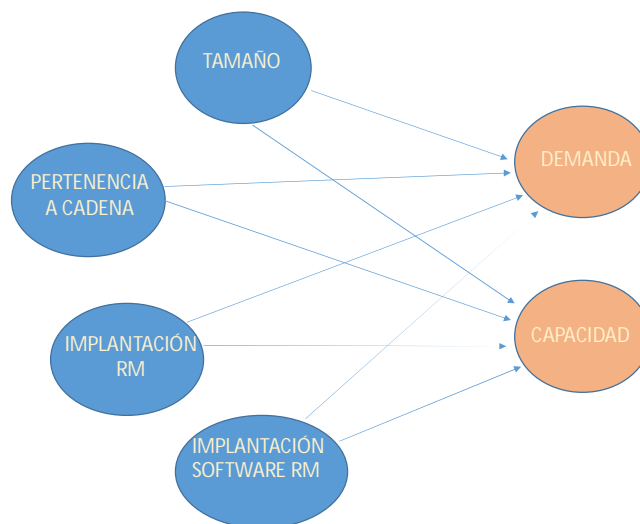 TAMAÑO
DEMANDA
PERTENENCIA
A CADENA
IMPLANTACIÓN
RM
CAPACIDAD
IMPLANTACIÓN
SOFTWARE RM